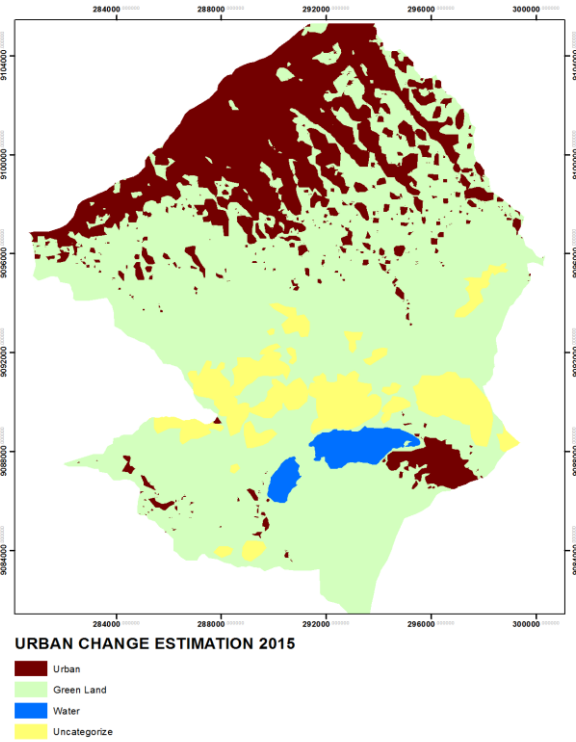 284000 288000 292000 296000 300000
9104000 9104000
9100000 9100000
9096000 9096000
9092000 9092000
9088000 9088000
9084000 9084000
284000 288000 292000 296000 300000
URBAN CHANGE ESTIMATION 2015
Urban
Green Land
Water
Uncategorize